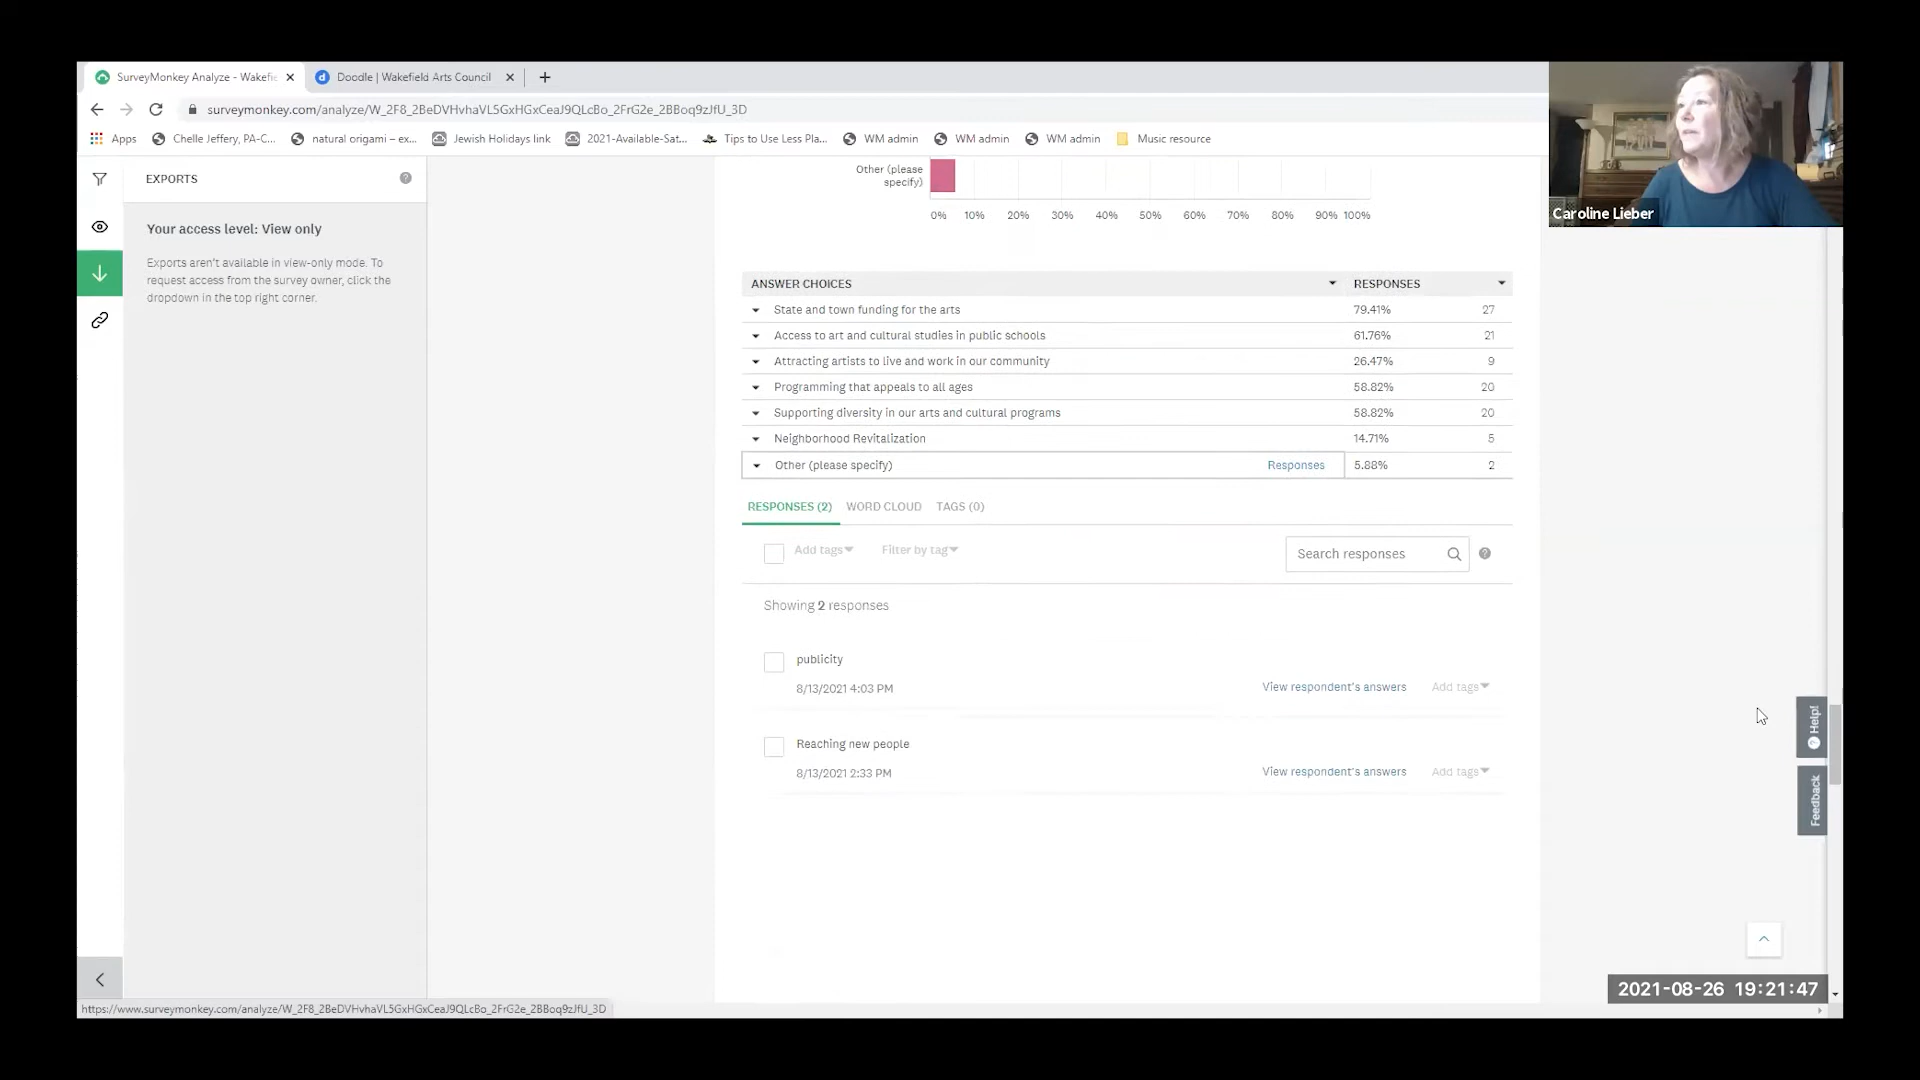 SurveyMonkey Analyze - Wakefie
Doodle | Wakefield Arts Council
surveymonkey.com/analyze/W_2F8_2BeDVHvhaVL5GxHGxCeaJ9QLcBo_2FrG2e_2BBoq9zJfU_3D
Apps
Chelle Jeffery, PA-C...
natural origami – ex...
Jewish Holidays link
2021-Available-Sat...
Tips to Use Less Pla...
WM admin
WM admin
WM admin
Music resource
Caroline Lieber
EXPORTS
Your access level: View only
Exports aren't available in view-only mode. To
request access from the survey owner, click the
dropdown in the top right corner.
Other (please
specify)
0% 10% 20% 30% 40% 50% 60% 70% 80% 90% 100%
ANSWER CHOICES RESPONSES
State and town funding for the arts 79.41% 27
Access to art and cultural studies in public schools 61.76% 21
Attracting artists to live and work in our community 26.47% 9
Programming that appeals to all ages 58.82% 20
Supporting diversity in our arts and cultural programs 58.82% 20
Neighborhood Revitalization 14.71% 5
Other (please specify) Responses 5.88% 2
RESPONSES (2) WORD CLOUD TAGS (0)
Add tags Filter by tag Search responses
Showing 2 responses
publicity
8/13/2021 4:03 PM View respondent's answers Add tags
Reaching new people
8/13/2021 2:33 PM View respondent's answers Add tags
Help!
Feedback
2021-08-26 19:21:47
https://www.surveymonkey.com/analyze/W_2F8_2BeDVHvhaVL5GxHGxCeaJ9QLcBo_2FrG2e_2BBoq9zJfU_3D